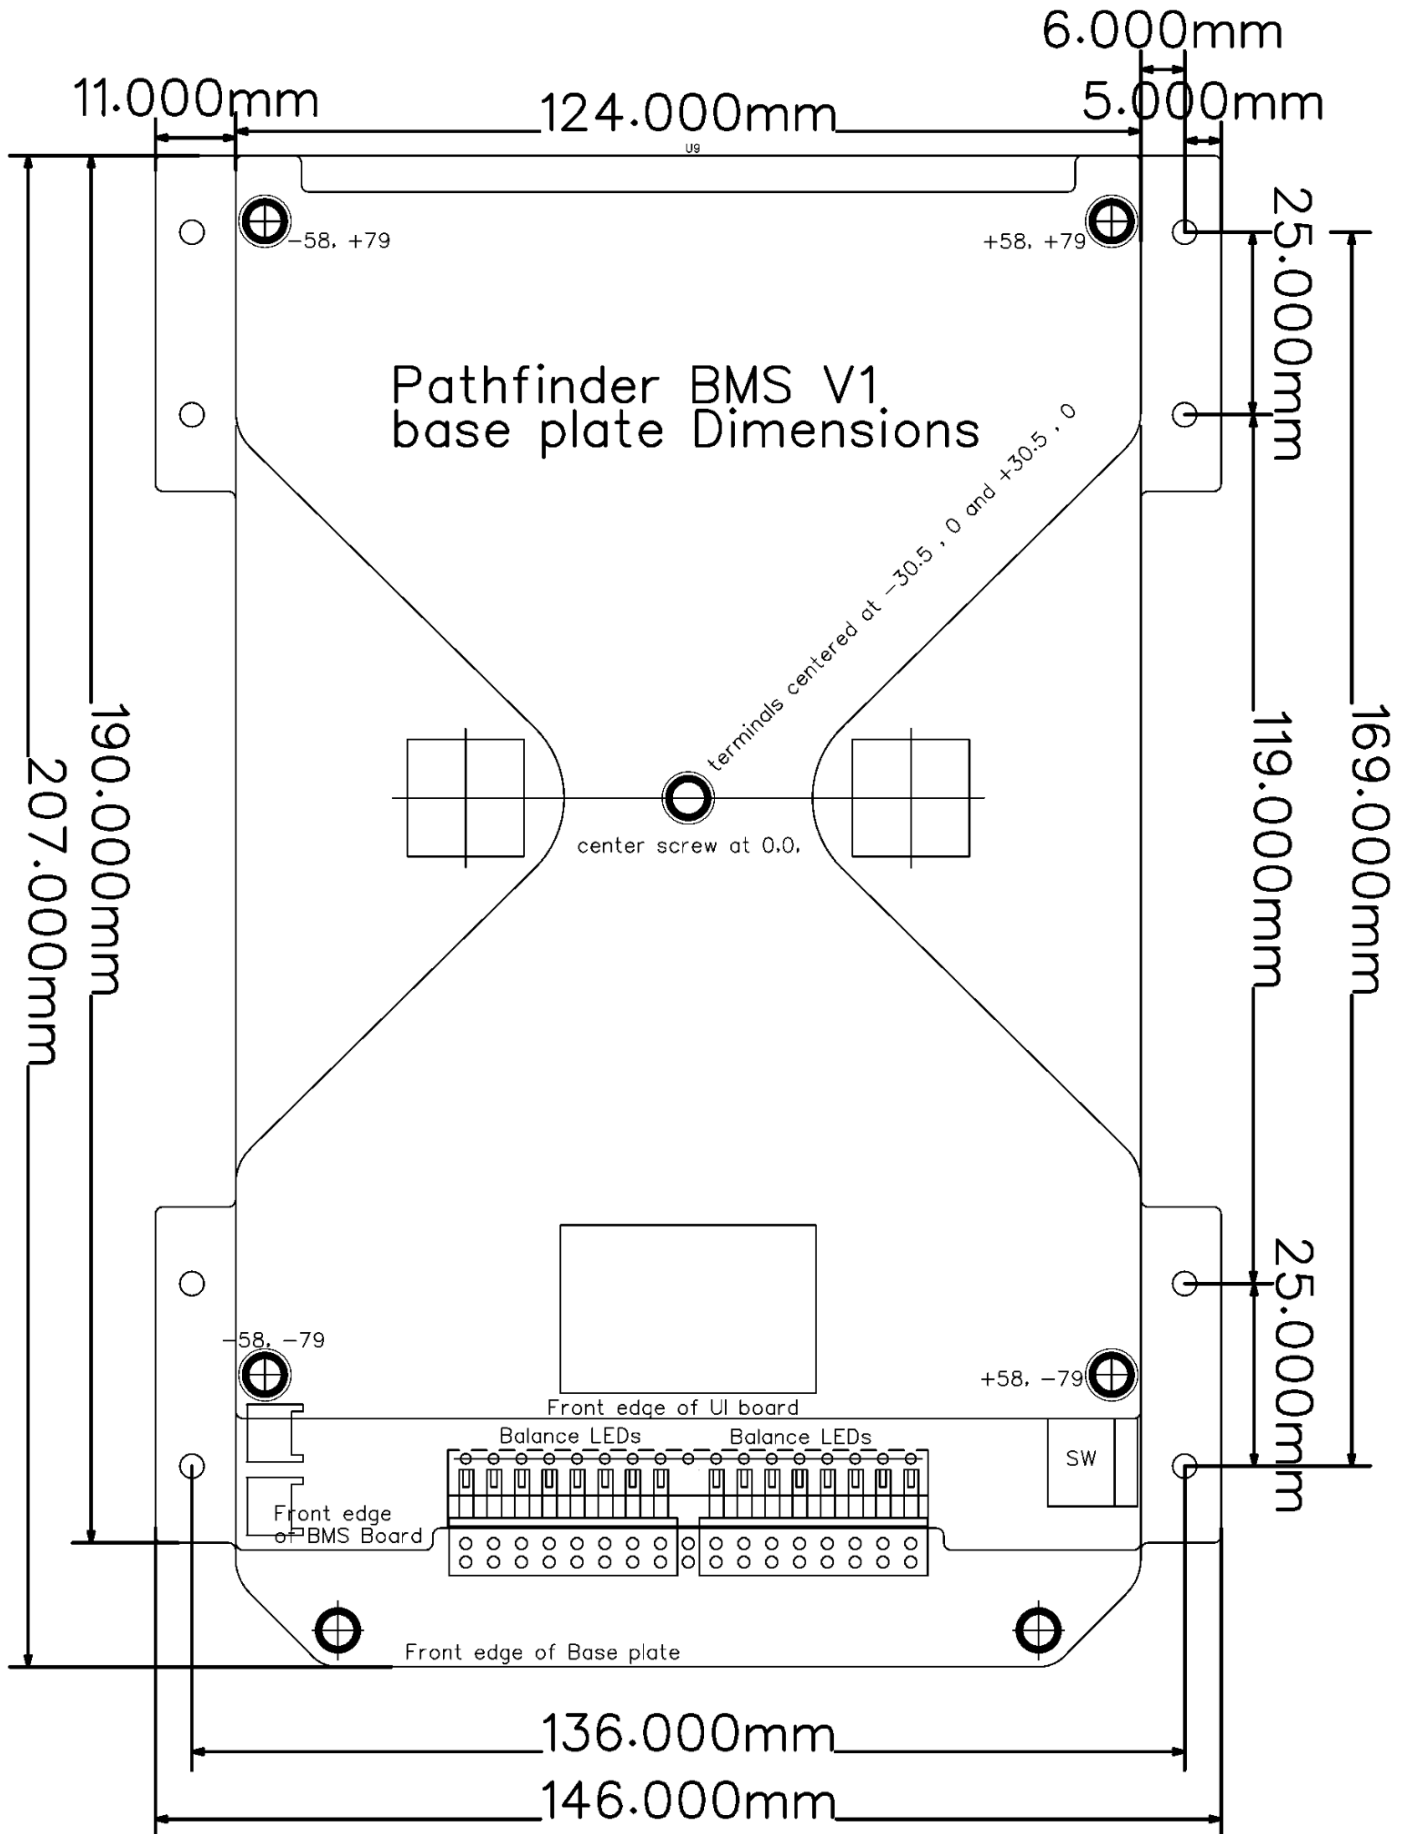 6.000mm
11.000mm
124.000mm
5.000mm
U9
-58, +79
+58, +79
25.000mm
Pathfinder BMS V1
base plate Dimensions
terminals centered at -30.5 , 0 and +30.5 , 0
190.000mm
207.000mm
119.000mm
169.000mm
center screw at 0.0.
-58, -79
+58, -79
25.000mm
Front edge of UI board
Balance LEDs
Balance LEDs
SW
Front edge
of BMS Board
Front edge of Base plate
136.000mm
146.000mm